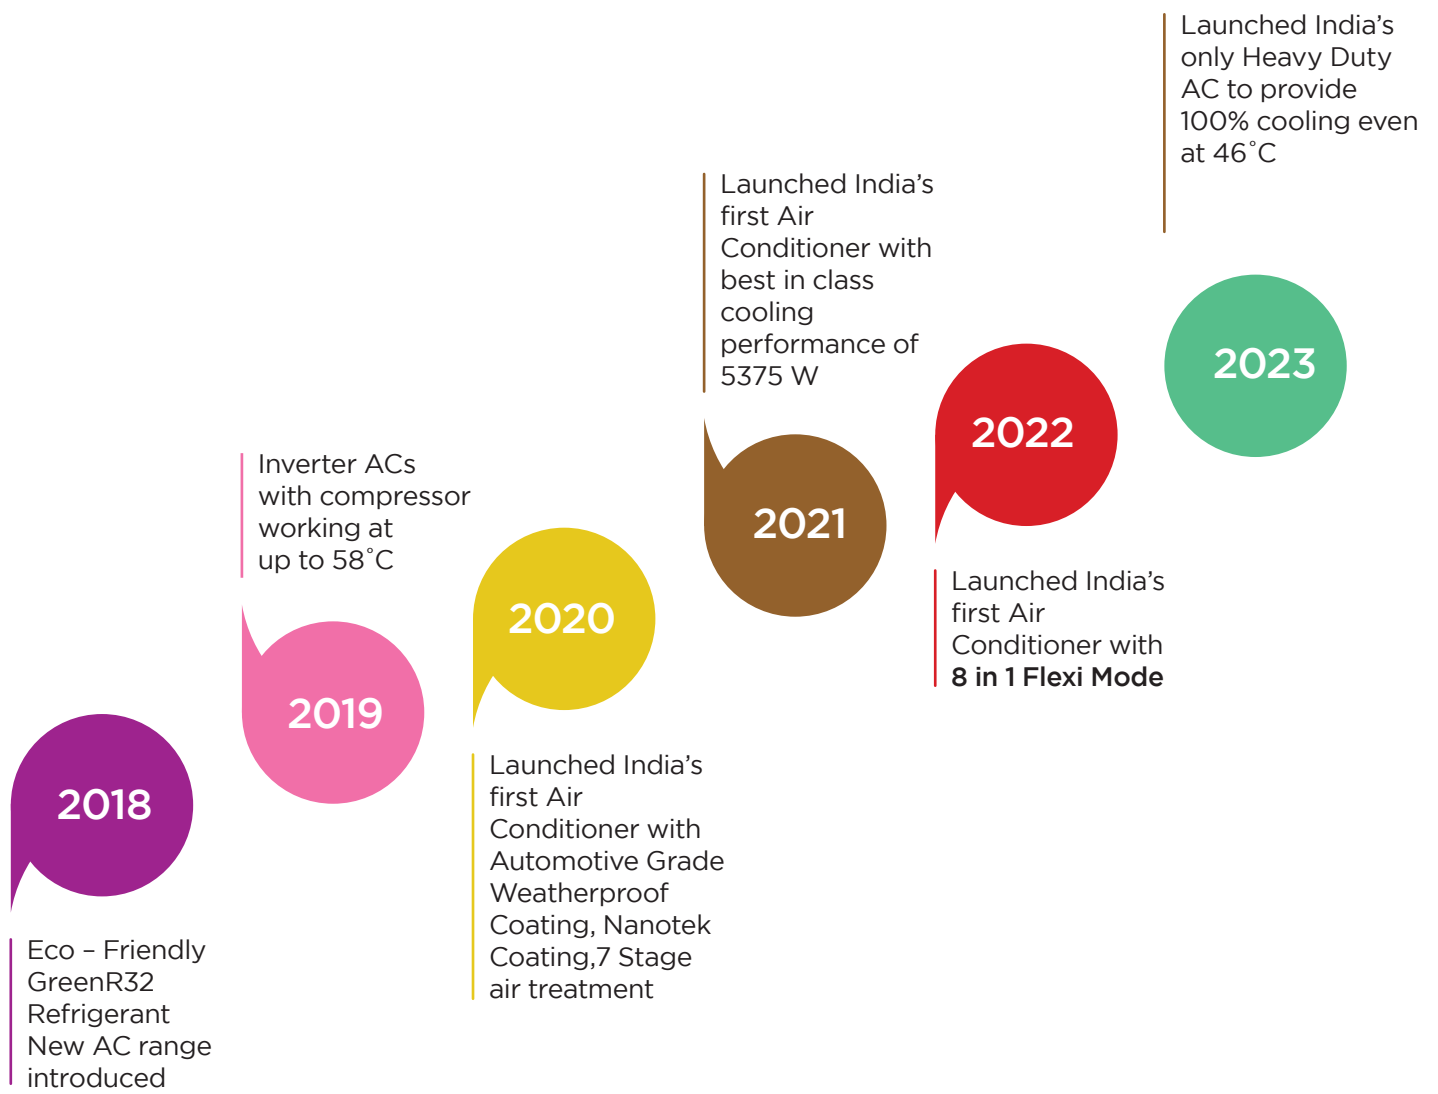 2018
Eco – Friendly
GreenR32
Refrigerant
New AC range
introduced
Inverter ACs
with compressor
working at
up to 58˚C
2019
2020
Launched India’s
first Air
Conditioner with
Automotive Grade
Weatherproof
Coating, Nanotek
Coating,7 Stage
air treatment
Launched India’s
first Air
Conditioner with
best in class
cooling
performance of
5375 W
2021
2022
Launched India’s
first Air
Conditioner with
8 in 1 Flexi Mode
Launched India’s
only Heavy Duty
AC to provide
100% cooling even
at 46˚C
2023